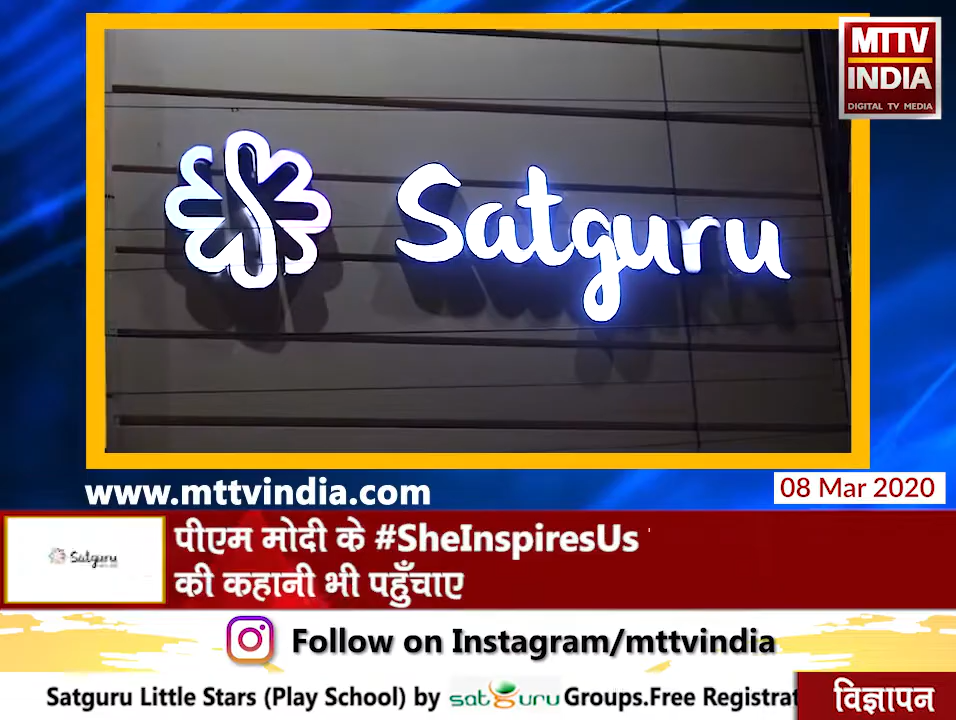 MTTV
INDIA
DIGITAL TV MEDIA
Satguru
www.mttvindia.com
08 Mar 2020
Satguru
पीएम मोदी के #SheInspiresUs
की कहानी भी पहुँचाए
Follow on Instagram/mttvindia
Satguru Little Stars (Play School) by satguru Groups.Free Registrat
विज्ञापन